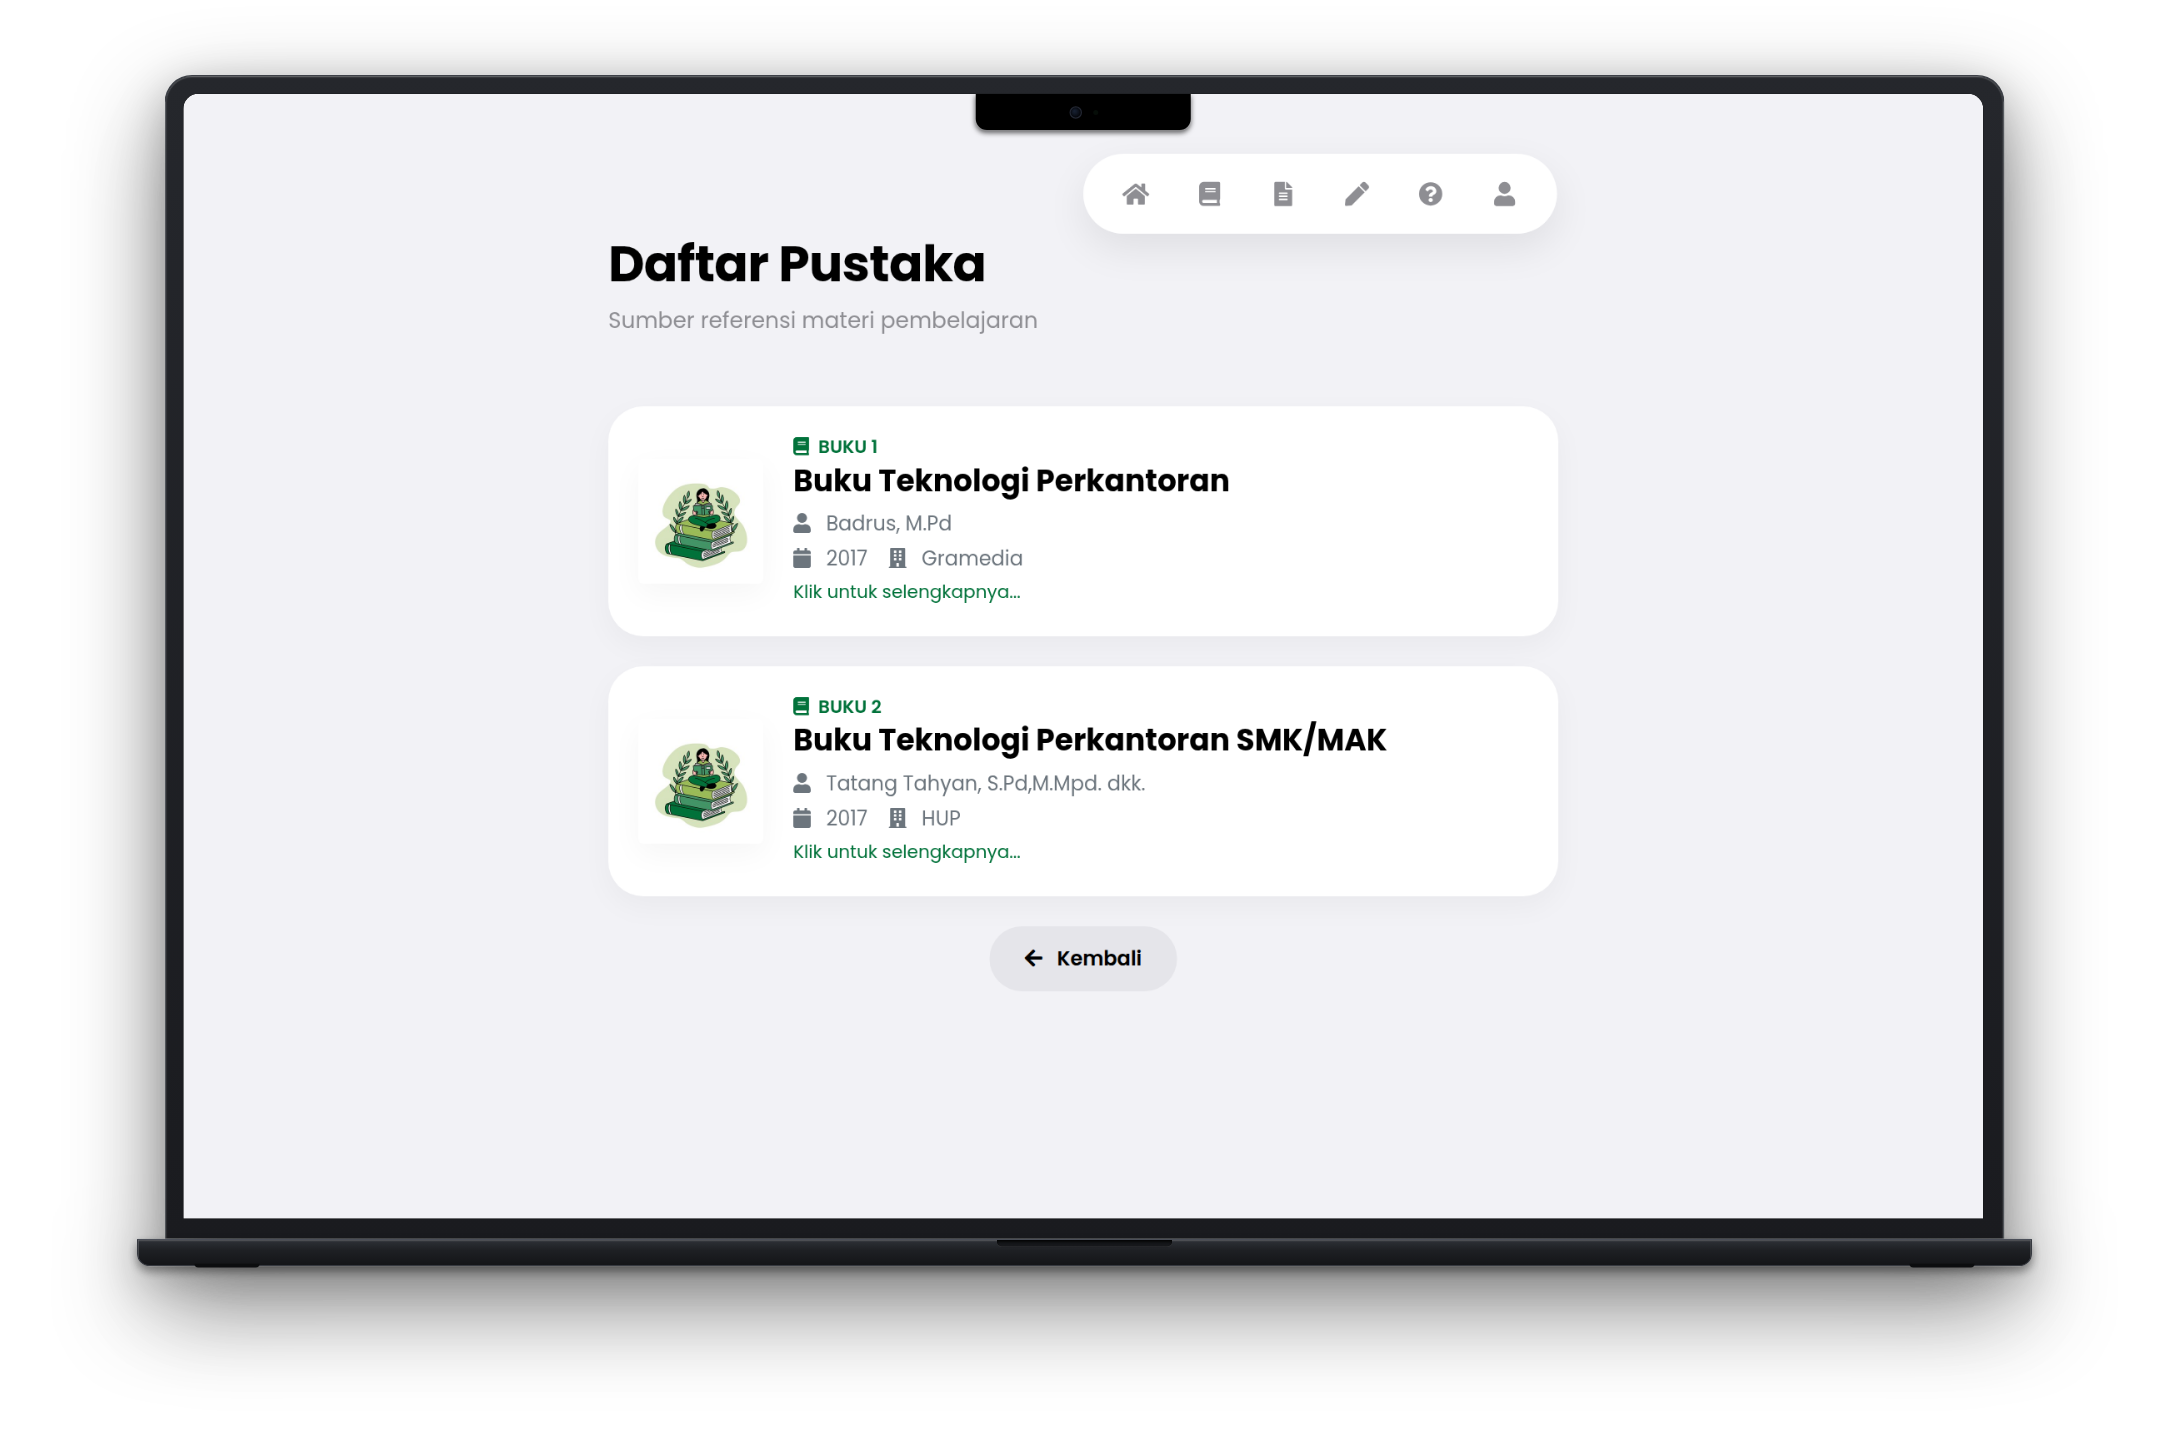 Daftar Pustaka
Sumber referensi materi pembelajaran
BUKU 1
Buku Teknologi Perkantoran
Badrus, M.Pd
2017 Gramedia
Klik untuk selengkapnya...
BUKU 2
Buku Teknologi Perkantoran SMK/MAK
Tatang Tahyan, S.Pd,M.Mpd. dkk.
2017 HUP
Klik untuk selengkapnya...
Kembali